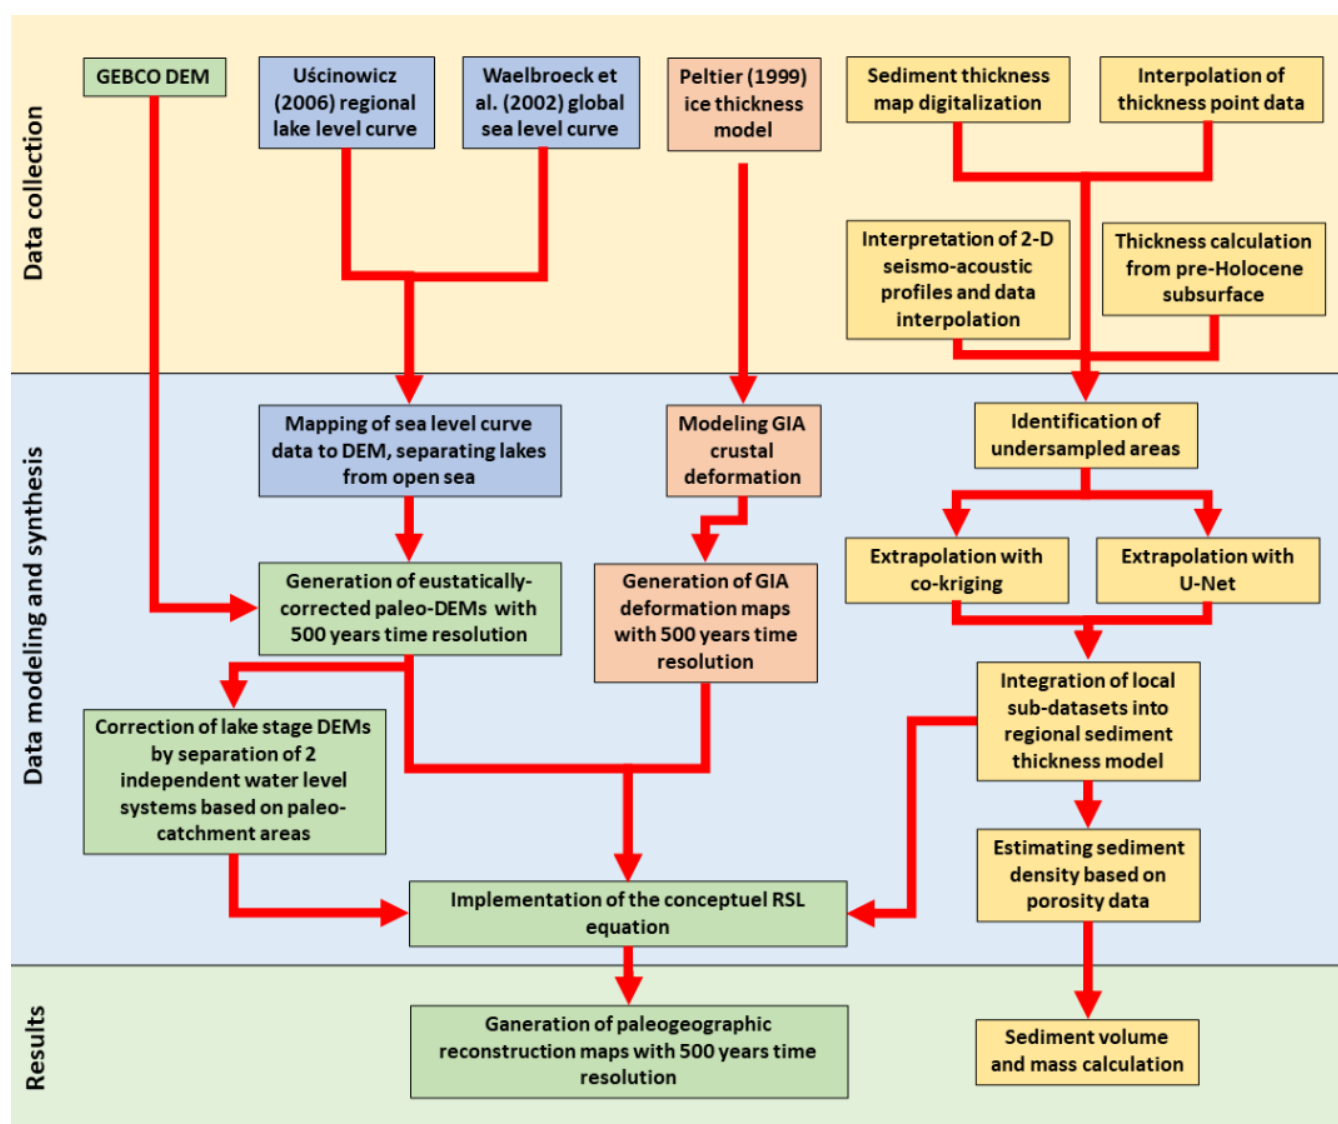 Data collection
GEBCO DEM
Uścinowicz
(2006) regional
lake level curve
Waelbroeck et
al. (2002) global
sea level curve
Peltier (1999)
ice thickness
model
Sediment thickness
map digitalization
Interpolation of
thickness point data
Interpretation of 2-D
seismo-acoustic
profiles and data
interpolation
Thickness calculation
from pre-Holocene
subsurface
Data modeling and synthesis
Mapping of sea level curve
data to DEM, separating lakes
from open sea
Modeling GIA
crustal
deformation
Identification of
undersampled areas
Extrapolation with
co-kriging
Extrapolation with
U-Net
Generation of eustatically-
corrected paleo-DEMs with
500 years time resolution
Generation of GIA
deformation maps
with 500 years time
resolution
Integration of local
sub-datasets into
regional sediment
thickness model
Correction of lake stage DEMs
by separation of 2
independent water level
systems based on paleo-
catchment areas
Estimating sediment
density based on
porosity data
Implementation of the conceptuel RSL
equation
Results
Ganeration of paleogeographic
reconstruction maps with 500 years time
resolution
Sediment volume
and mass calculation